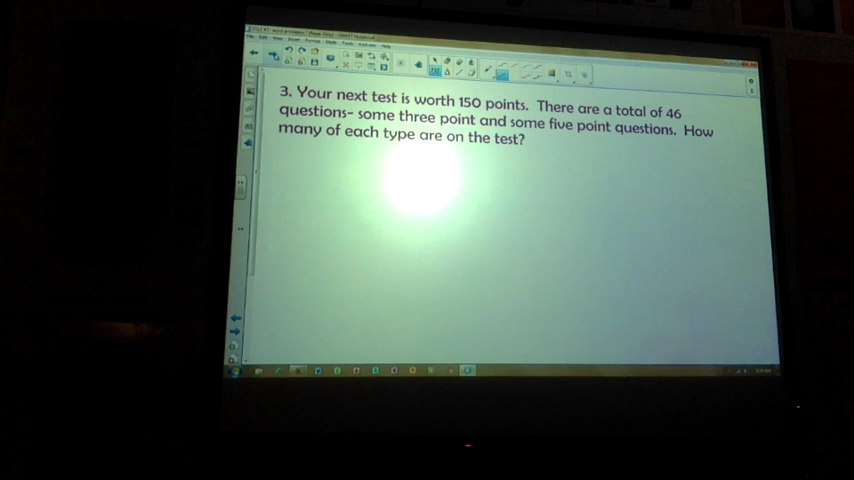 3. Your next test is worth 150 points. There are a total of 46
questions- some three point and some five point questions. How
many of each type are on the test?